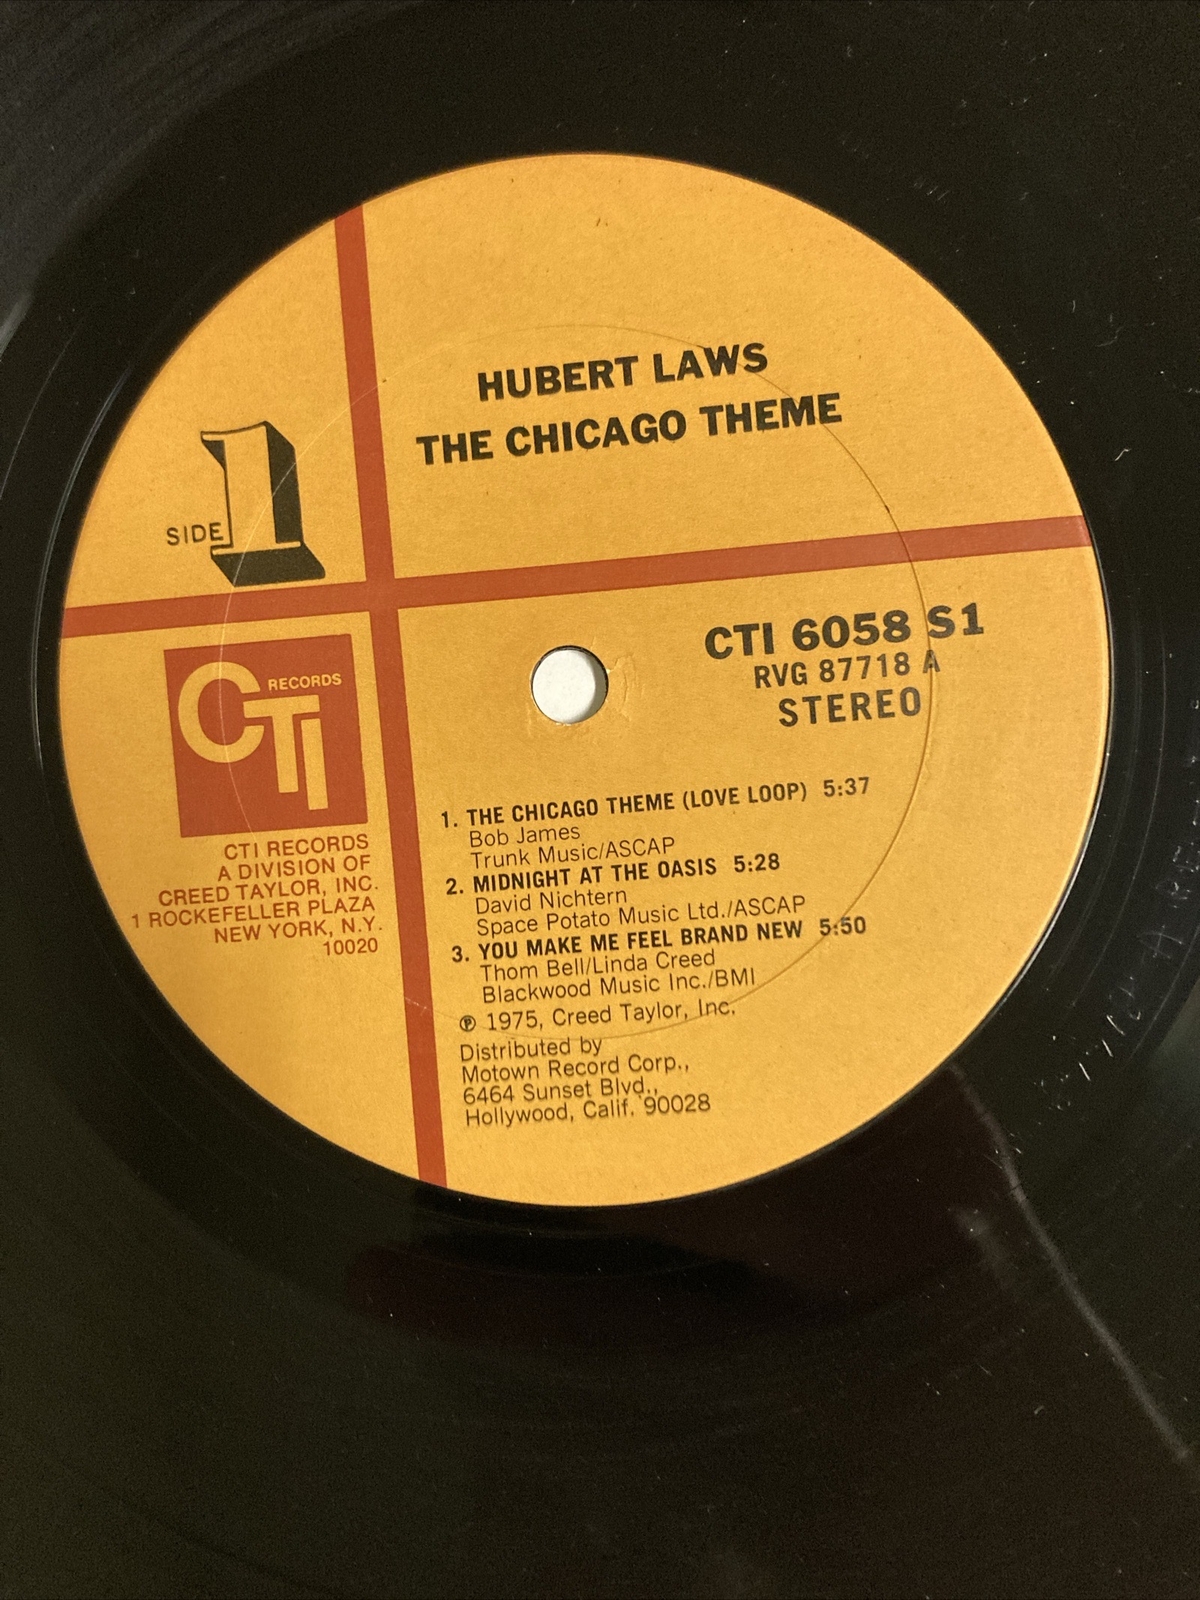 HUBERT LAWS
THE CHICAGO THEME
SIDE 1
CTI 6058 S1
RVG 87718 A
STEREO
CTI RECORDS
CTI RECORDS
A DIVISION OF
CREED TAYLOR, INC.
1 ROCKEFELLER PLAZA
NEW YORK, N.Y.
10020
1. THE CHICAGO THEME (LOVE LOOP) 5:37
Bob James
Trunk Music/ASCAP
2. MIDNIGHT AT THE OASIS 5:28
David Nichtern
Space Potato Music Ltd./ASCAP
3. YOU MAKE ME FEEL BRAND NEW 5:50
Thom Bell/Linda Creed
Blackwood Music Inc./BMI
℗ 1975, Creed Taylor, Inc.
Distributed by
Motown Record Corp.,
6464 Sunset Blvd.,
Hollywood, Calif. 90028